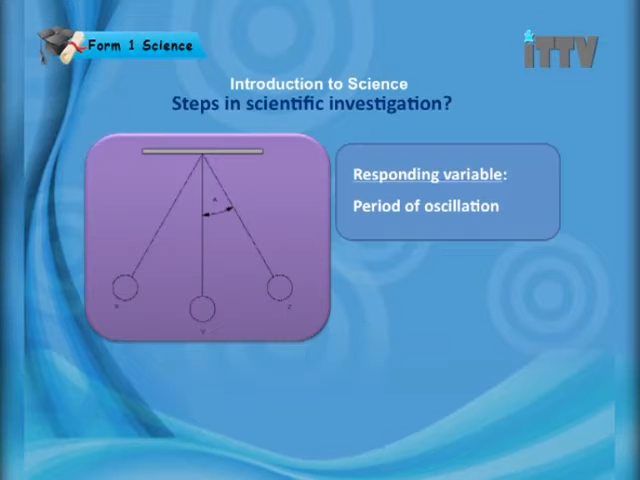 Form 1 Science
iTTV
Introduction to Science
Steps in scientific investigation?
Responding variable:
Period of oscillation
A
Y